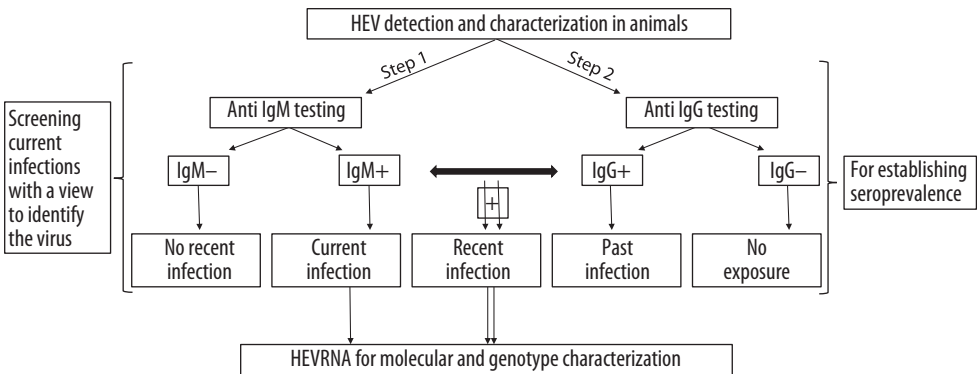 HEV detection and characterization in animals
Step 1
Step 2
Screening
current
infections
with a view
to identify
the virus
Anti IgM testing
Anti IgG testing
IgM–
IgM+
IgG+
IgG–
+
For establishing
seroprevalence
No recent
infection
Current
infection
Recent
infection
Past
infection
No
exposure
HEVRNA for molecular and genotype characterization